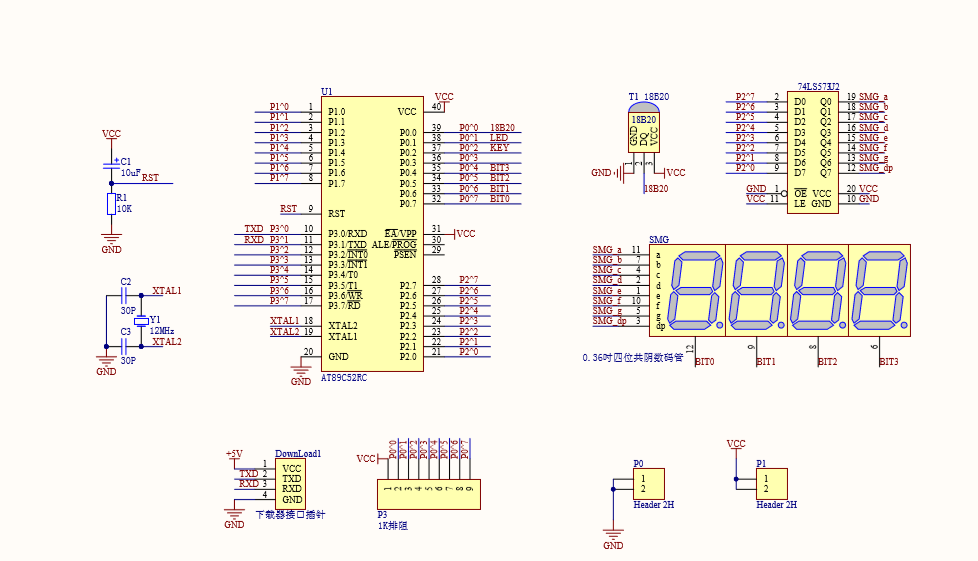 VCC
C1
10uF
RST
R1
10K
GND
C2
XTAL1
30P
Y1
12MHz
C3
XTAL2
30P
GND
U1
P1^0 1 P1.0
P1^1 2 P1.1
P1^2 3 P1.2
P1^3 4 P1.3
P1^4 5 P1.4
P1^5 6 P1.5
P1^6 7 P1.6
P1^7 8 P1.7
RST 9 RST
TXD P3^0 10 P3.0/RXD
RXD P3^1 11 P3.1/TXD
P3^2 12 P3.2/INT0
P3^3 13 P3.3/INT1
P3^4 14 P3.4/T0
P3^5 15 P3.5/T1
P3^6 16 P3.6/WR
P3^7 17 P3.7/RD
XTAL1 18 XTAL2
XTAL2 19 XTAL1
20 GND
GND
VCC 40 VCC
P0.0 39 P0^0 18B20
P0.1 38 P0^1 LED
P0.2 37 P0^2 KEY
P0.3 36 P0^3
P0.4 35 P0^4 BIT3
P0.5 34 P0^5 BIT2
P0.6 33 P0^6 BIT1
P0.7 32 P0^7 BIT0
EA/VPP 31 VCC
ALE/PROG 30
PSEN 29
P2.7 28 P2^7
P2.6 27 P2^6
P2.5 26 P2^5
P2.4 25 P2^4
P2.3 24 P2^3
P2.2 23 P2^2
P2.1 22 P2^1
P2.0 21 P2^0
AT89C52RC
T1 18B20
18B20
GND
DQ
VCC
1
2
3
GND
VCC
18B20
74LS573 U2
P2^7 2 D0 Q0 19 SMG_a
P2^6 3 D1 Q1 18 SMG_b
P2^5 4 D2 Q2 17 SMG_c
P2^4 5 D3 Q3 16 SMG_d
P2^3 6 D4 Q4 15 SMG_e
P2^2 7 D5 Q5 14 SMG_f
P2^1 8 D6 Q6 13 SMG_g
P2^0 9 D7 Q7 12 SMG_dp
GND 1 OE VCC 20 VCC
VCC 11 LE GND 10 GND
SMG
SMG_a 11 a
SMG_b 7 b
SMG_c 4 c
SMG_d 2 d
SMG_e 1 e
SMG_f 10 f
SMG_g 5 g
SMG_dp 3 dp
0.36吋四位共阴数码管
12 BIT0
9 BIT1
8 BIT2
6 BIT3
+5V
DownLoad1
1 VCC
TXD 2 TXD
RXD 3 RXD
4 GND
GND
下载器接口插针
P0^0
P0^1
P0^2
P0^3
P0^4
P0^5
P0^6
P0^7
VCC
1 2 3 4 5 6 7 8 9
P3
1K排阻
P0
1
2
Header 2H
GND
VCC
P1
1
2
Header 2H